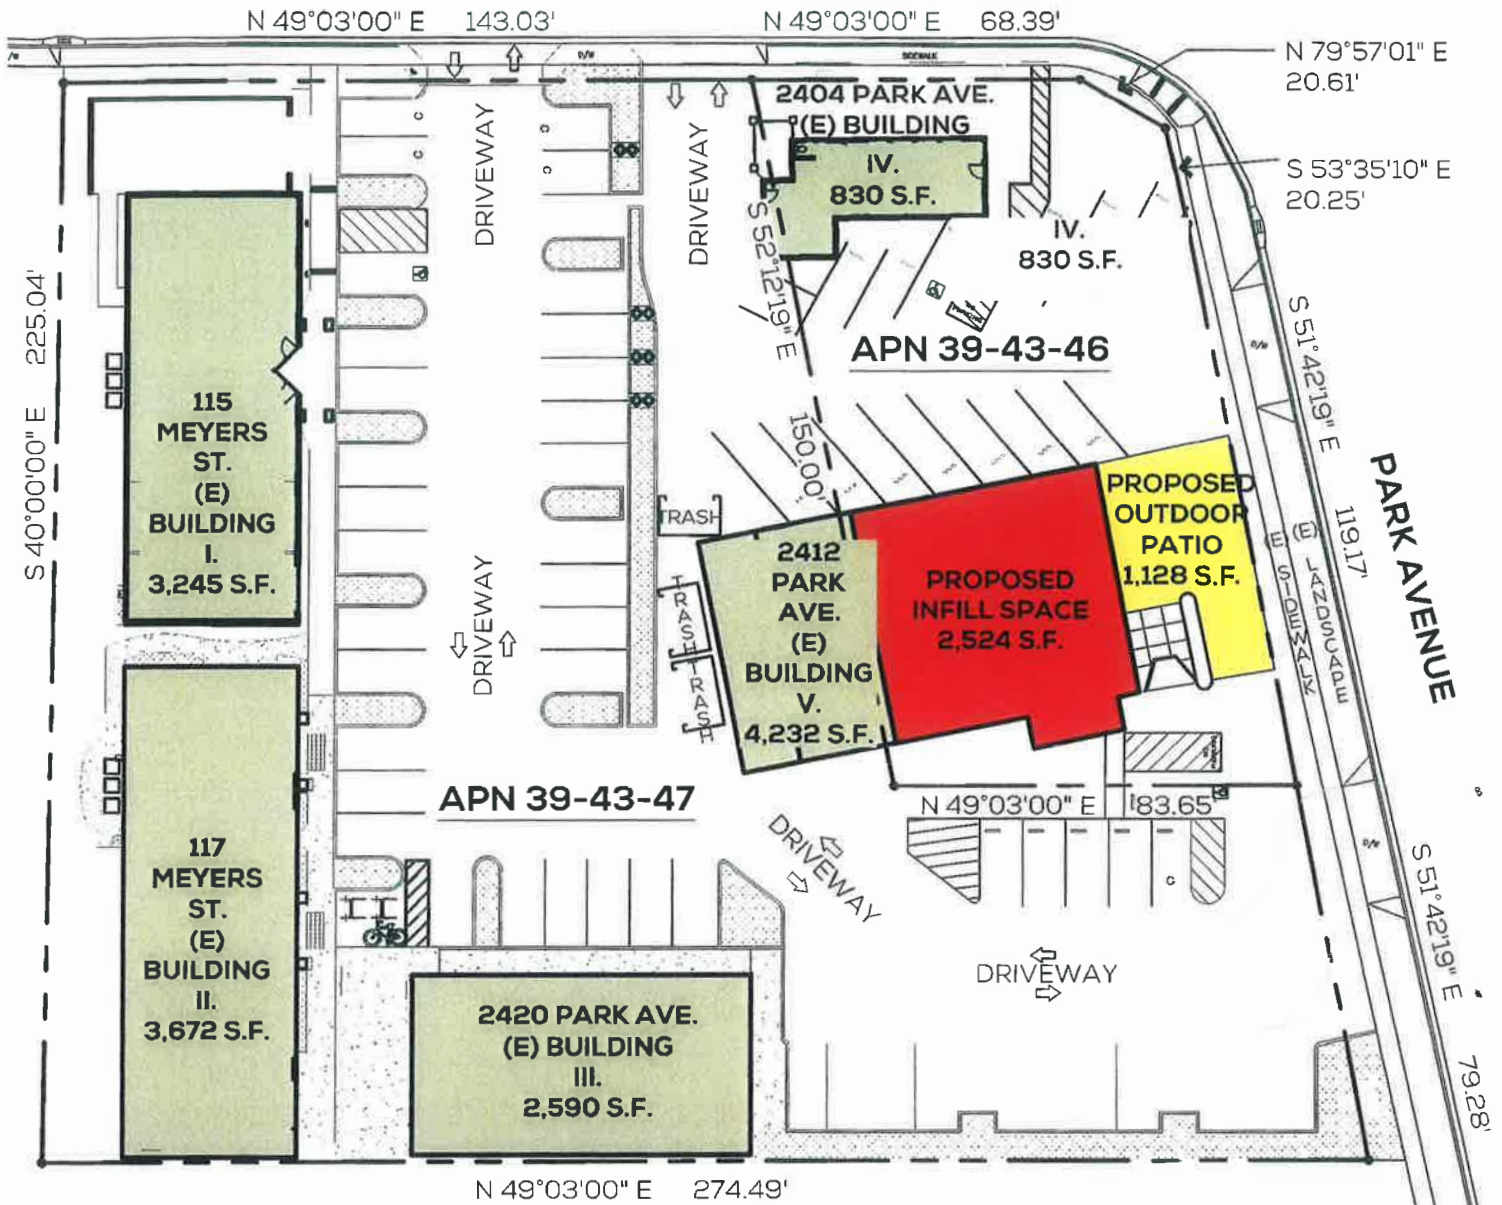 N 49°03'00" E 143.03'
N 49°03'00" E 68.39'
N 79°57'01" E
20.61'
S 53°35'10" E
20.25'
D/W
SIDEWALK
2404 PARK AVE.
(E) BUILDING
IV.
830 S.F.
IV.
830 S.F.
DRIVEWAY
DRIVEWAY
C
C
C
C
S 52°12'19" E
150.00'
S 40°00'00" E 225.04'
APN 39-43-46
S 51°42'19" E
119.17'
D/W
PARK AVENUE
115
MEYERS
ST.
(E)
BUILDING
I.
3,245 S.F.
TRASH
TRASH
TRASH
DRIVEWAY
2412
PARK
AVE.
(E)
BUILDING
V.
4,232 S.F.
PROPOSED
INFILL SPACE
2,524 S.F.
PROPOSED
OUTDOOR
PATIO
1,128 S.F.
(E) SIDEWALK
(E) LANDSCAPE
APN 39-43-47
N 49°03'00" E 183.65'
DRIVEWAY
C
D/W
S 51°42'19" E
79.28'
117
MEYERS
ST.
(E)
BUILDING
II.
3,672 S.F.
DRIVEWAY
2420 PARK AVE.
(E) BUILDING
III.
2,590 S.F.
N 49°03'00" E 274.49'